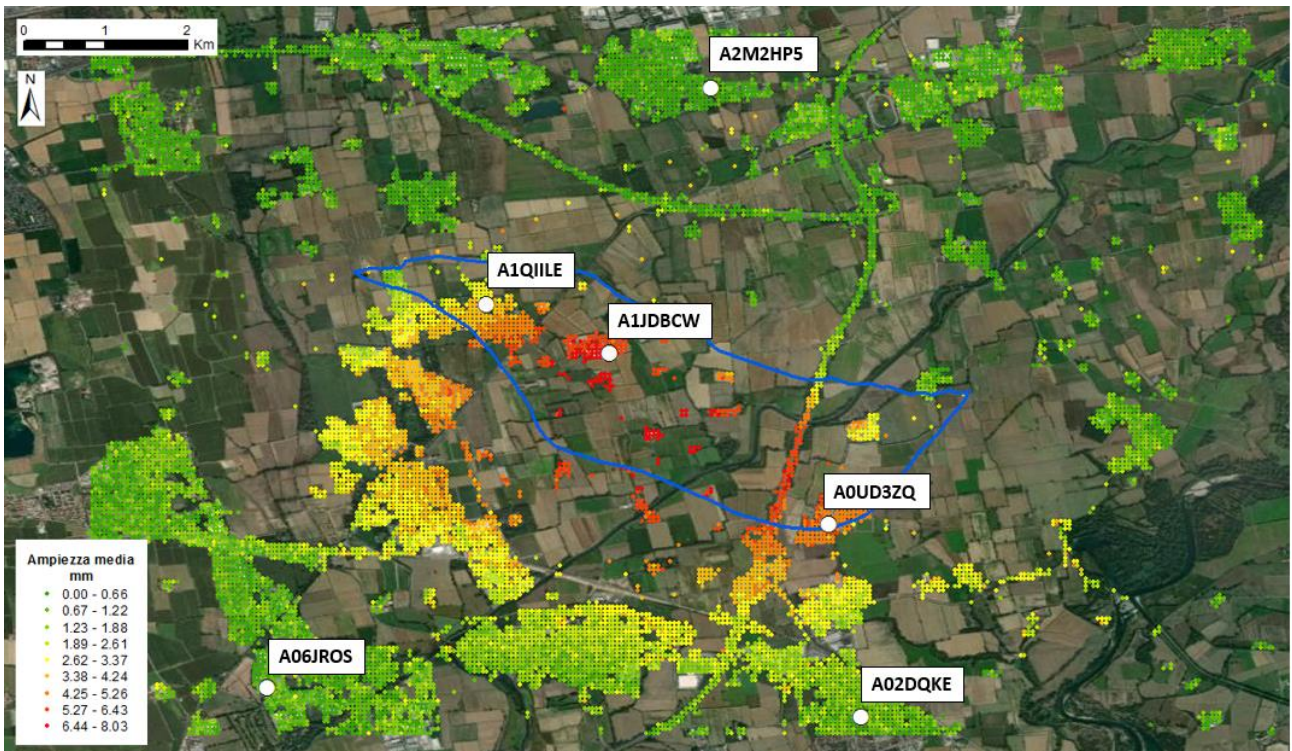 0 1 2
Km
N
A2M2HP5
A1QIILE
A1JDBCW
A0UD3ZQ
A06JROS
A02DQKE
Ampiezza media
mm
0.00 - 0.66
0.67 - 1.22
1.23 - 1.88
1.89 - 2.61
2.62 - 3.37
3.38 - 4.24
4.25 - 5.26
5.27 - 6.43
6.44 - 8.03